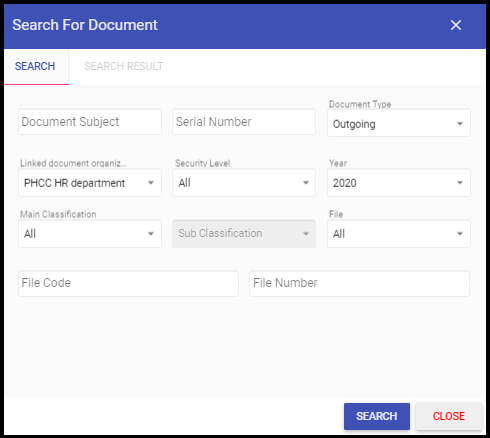 Search For Document
SEARCH SEARCH RESULT
Document Subject
Serial Number
Document Type
Outgoing
Linked document organiz...
PHCC HR department
Security Level
All
Year
2020
Main Classification
All
Sub Classification
File
All
File Code
File Number
SEARCH CLOSE